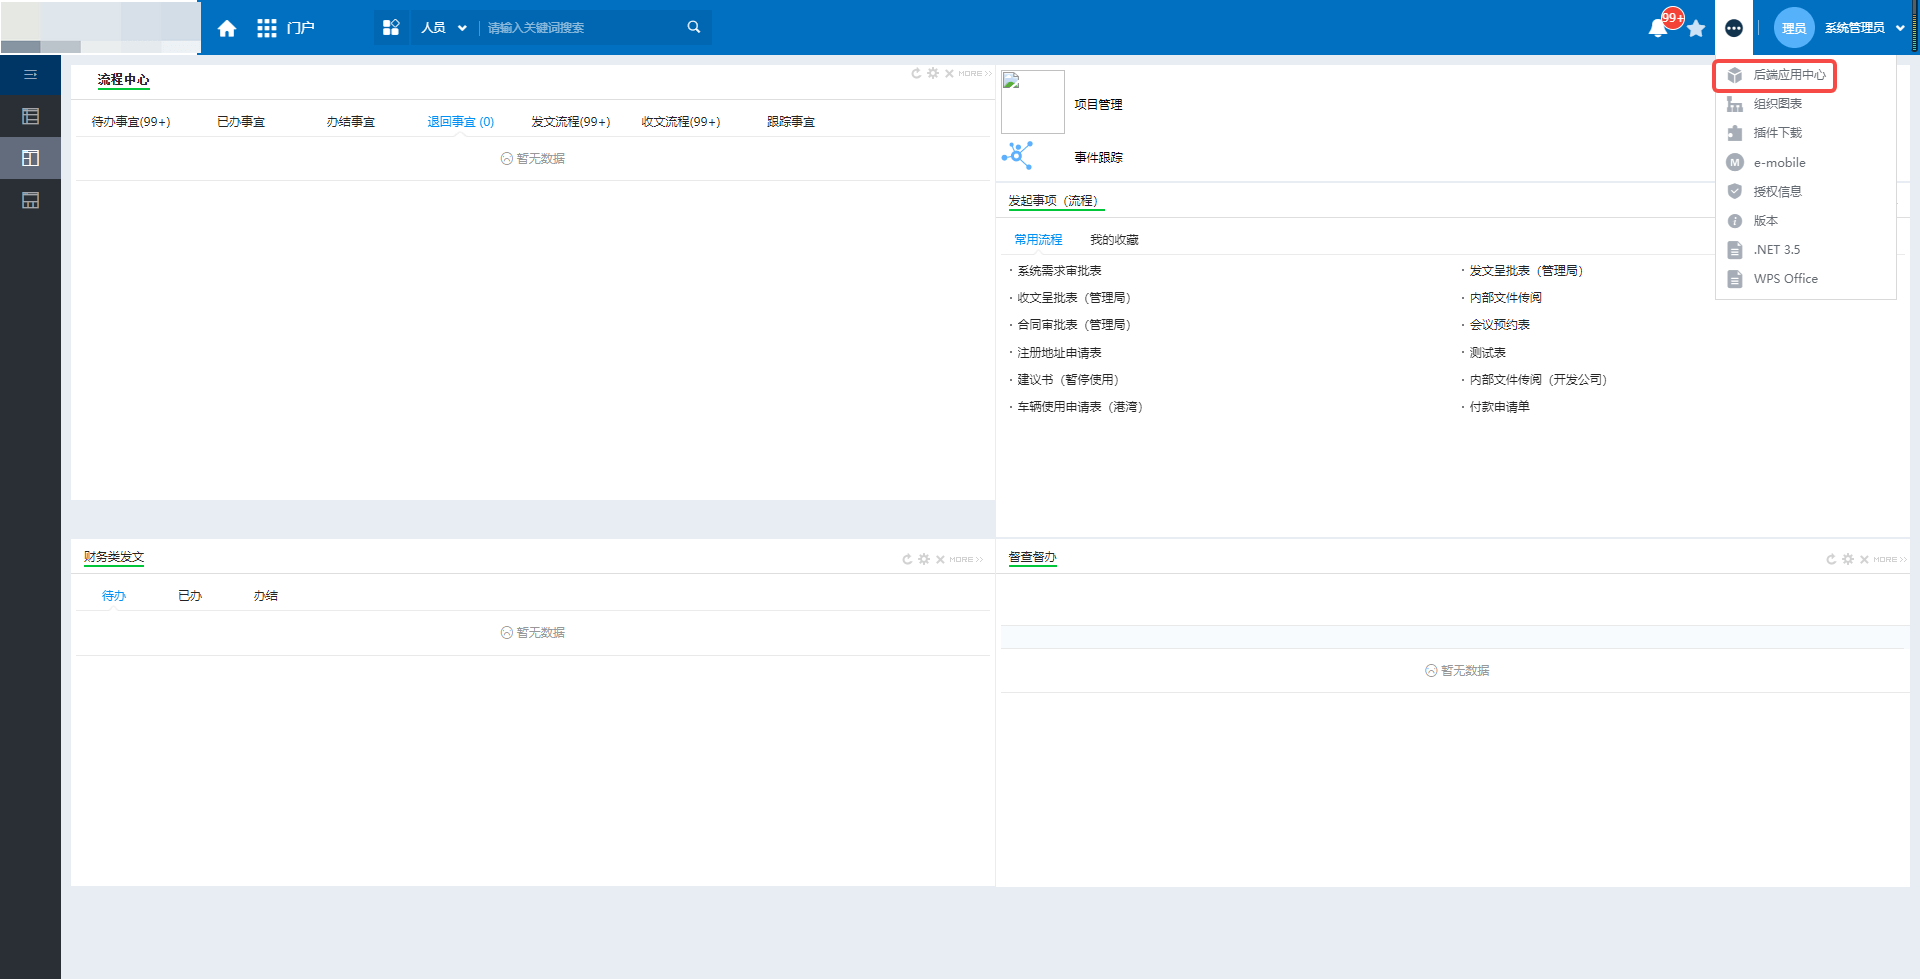 门户
人员
请输入关键词搜索
99+
理员
系统管理员
流程中心
MORE >>
待办事宜(99+)
已办事宜
办结事宜
退回事宜 (0)
发文流程(99+)
收文流程(99+)
跟踪事宜
暂无数据
项目管理
事件跟踪
后端应用中心
组织图表
插件下载
M e-mobile
授权信息
版本
.NET 3.5
WPS Office
发起事项（流程）
常用流程
我的收藏
· 系统需求审批表
· 发文呈批表（管理局）
· 收文呈批表（管理局）
· 内部文件传阅
· 合同审批表（管理局）
· 会议预约表
· 注册地址申请表
· 测试表
· 建议书（暂停使用）
· 内部文件传阅（开发公司）
· 车辆使用申请表（港湾）
· 付款申请单
财务类发文
MORE >>
待办
已办
办结
暂无数据
督查督办
MORE >>
暂无数据